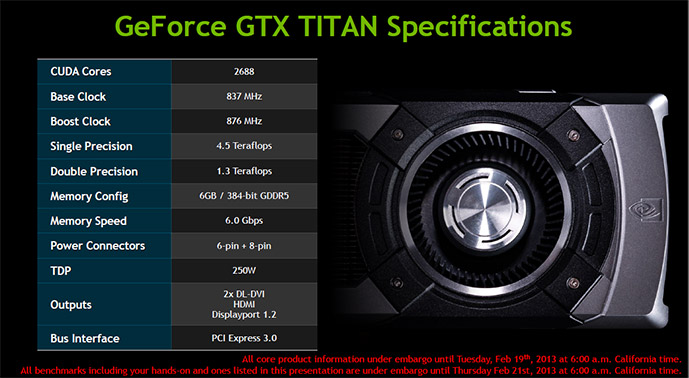 GeForce GTX TITAN Specifications
CUDA Cores 2688
Base Clock 837 MHz
Boost Clock 876 MHz
Single Precision 4.5 Teraflops
Double Precision 1.3 Teraflops
Memory Config 6GB / 384-bit GDDR5
Memory Speed 6.0 Gbps
Power Connectors 6-pin + 8-pin
TDP 250W
Outputs 2x DL-DVI
HDMI
Displayport 1.2
Bus Interface PCI Express 3.0
All core product information under embargo until Tuesday, Feb 19th, 2013 at 6:00 a.m. California time.
All benchmarks including your hands-on and ones listed in this presentation are under embargo until Thursday Feb 21st, 2013 at 6:00 a.m. California time.